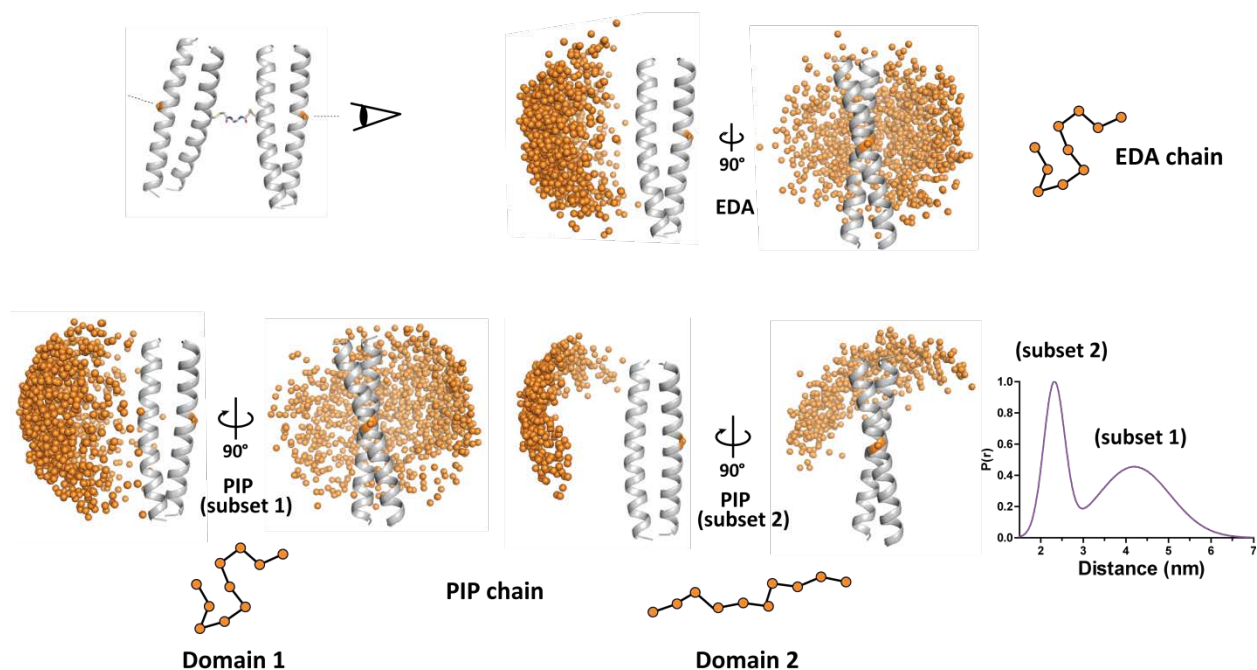 90°
EDA
EDA chain
90°
PIP
(subset 1)
90°
PIP
(subset 2)
(subset 2)
(subset 1)
P(r)
1.0
0.8
0.6
0.4
0.2
0.0
2 3 4 5 6 7
Distance (nm)
PIP chain
Domain 1
Domain 2